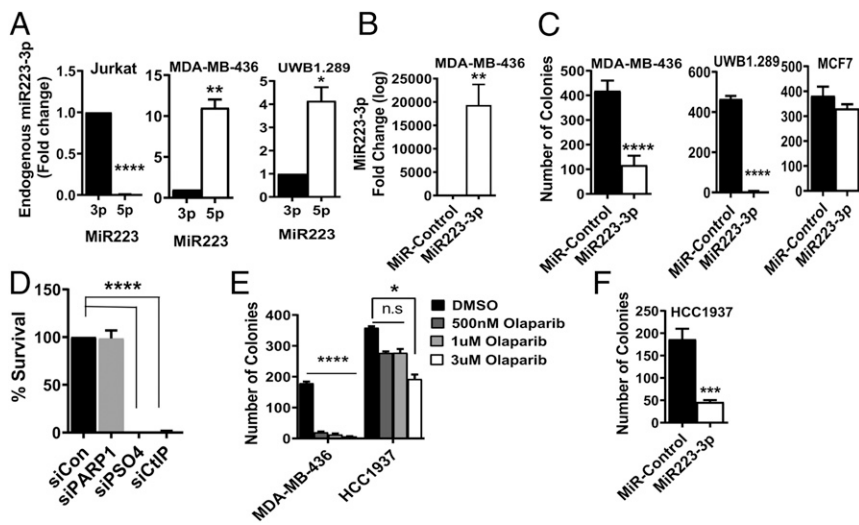 A
Endogenous miR223-3p
(Fold change)
Jurkat
1.0
0.5
0.0
****
3p 5p
MiR223
MDA-MB-436
15
10
5
0
**
3p 5p
MiR223
UWB1.289
5
4
3
2
1
0
*
3p 5p
MiR223
B
MiR223-3p
Fold Change (log)
MDA-MB-436
25000
20000
15000
10000
5000
0
**
MiR-Control
MiR223-3p
C
Number of Colonies
MDA-MB-436
500
400
300
200
100
0
****
MiR-Control
MiR223-3p
UWB1.289
600
400
200
0
****
MiR-Control
MiR223-3p
MCF7
500
400
300
200
100
0
MiR-Control
MiR223-3p
D
% Survival
150
100
50
0
****
siCon
siPARP1
siPSO4
siCtIP
E
Number of Colonies
400
300
200
100
0
****
*
n.s
DMSO
500nM Olaparib
1uM Olaparib
3uM Olaparib
MDA-MB-436
HCC1937
F
Number of Colonies
HCC1937
250
200
150
100
50
0
***
MiR-Control
MiR223-3p